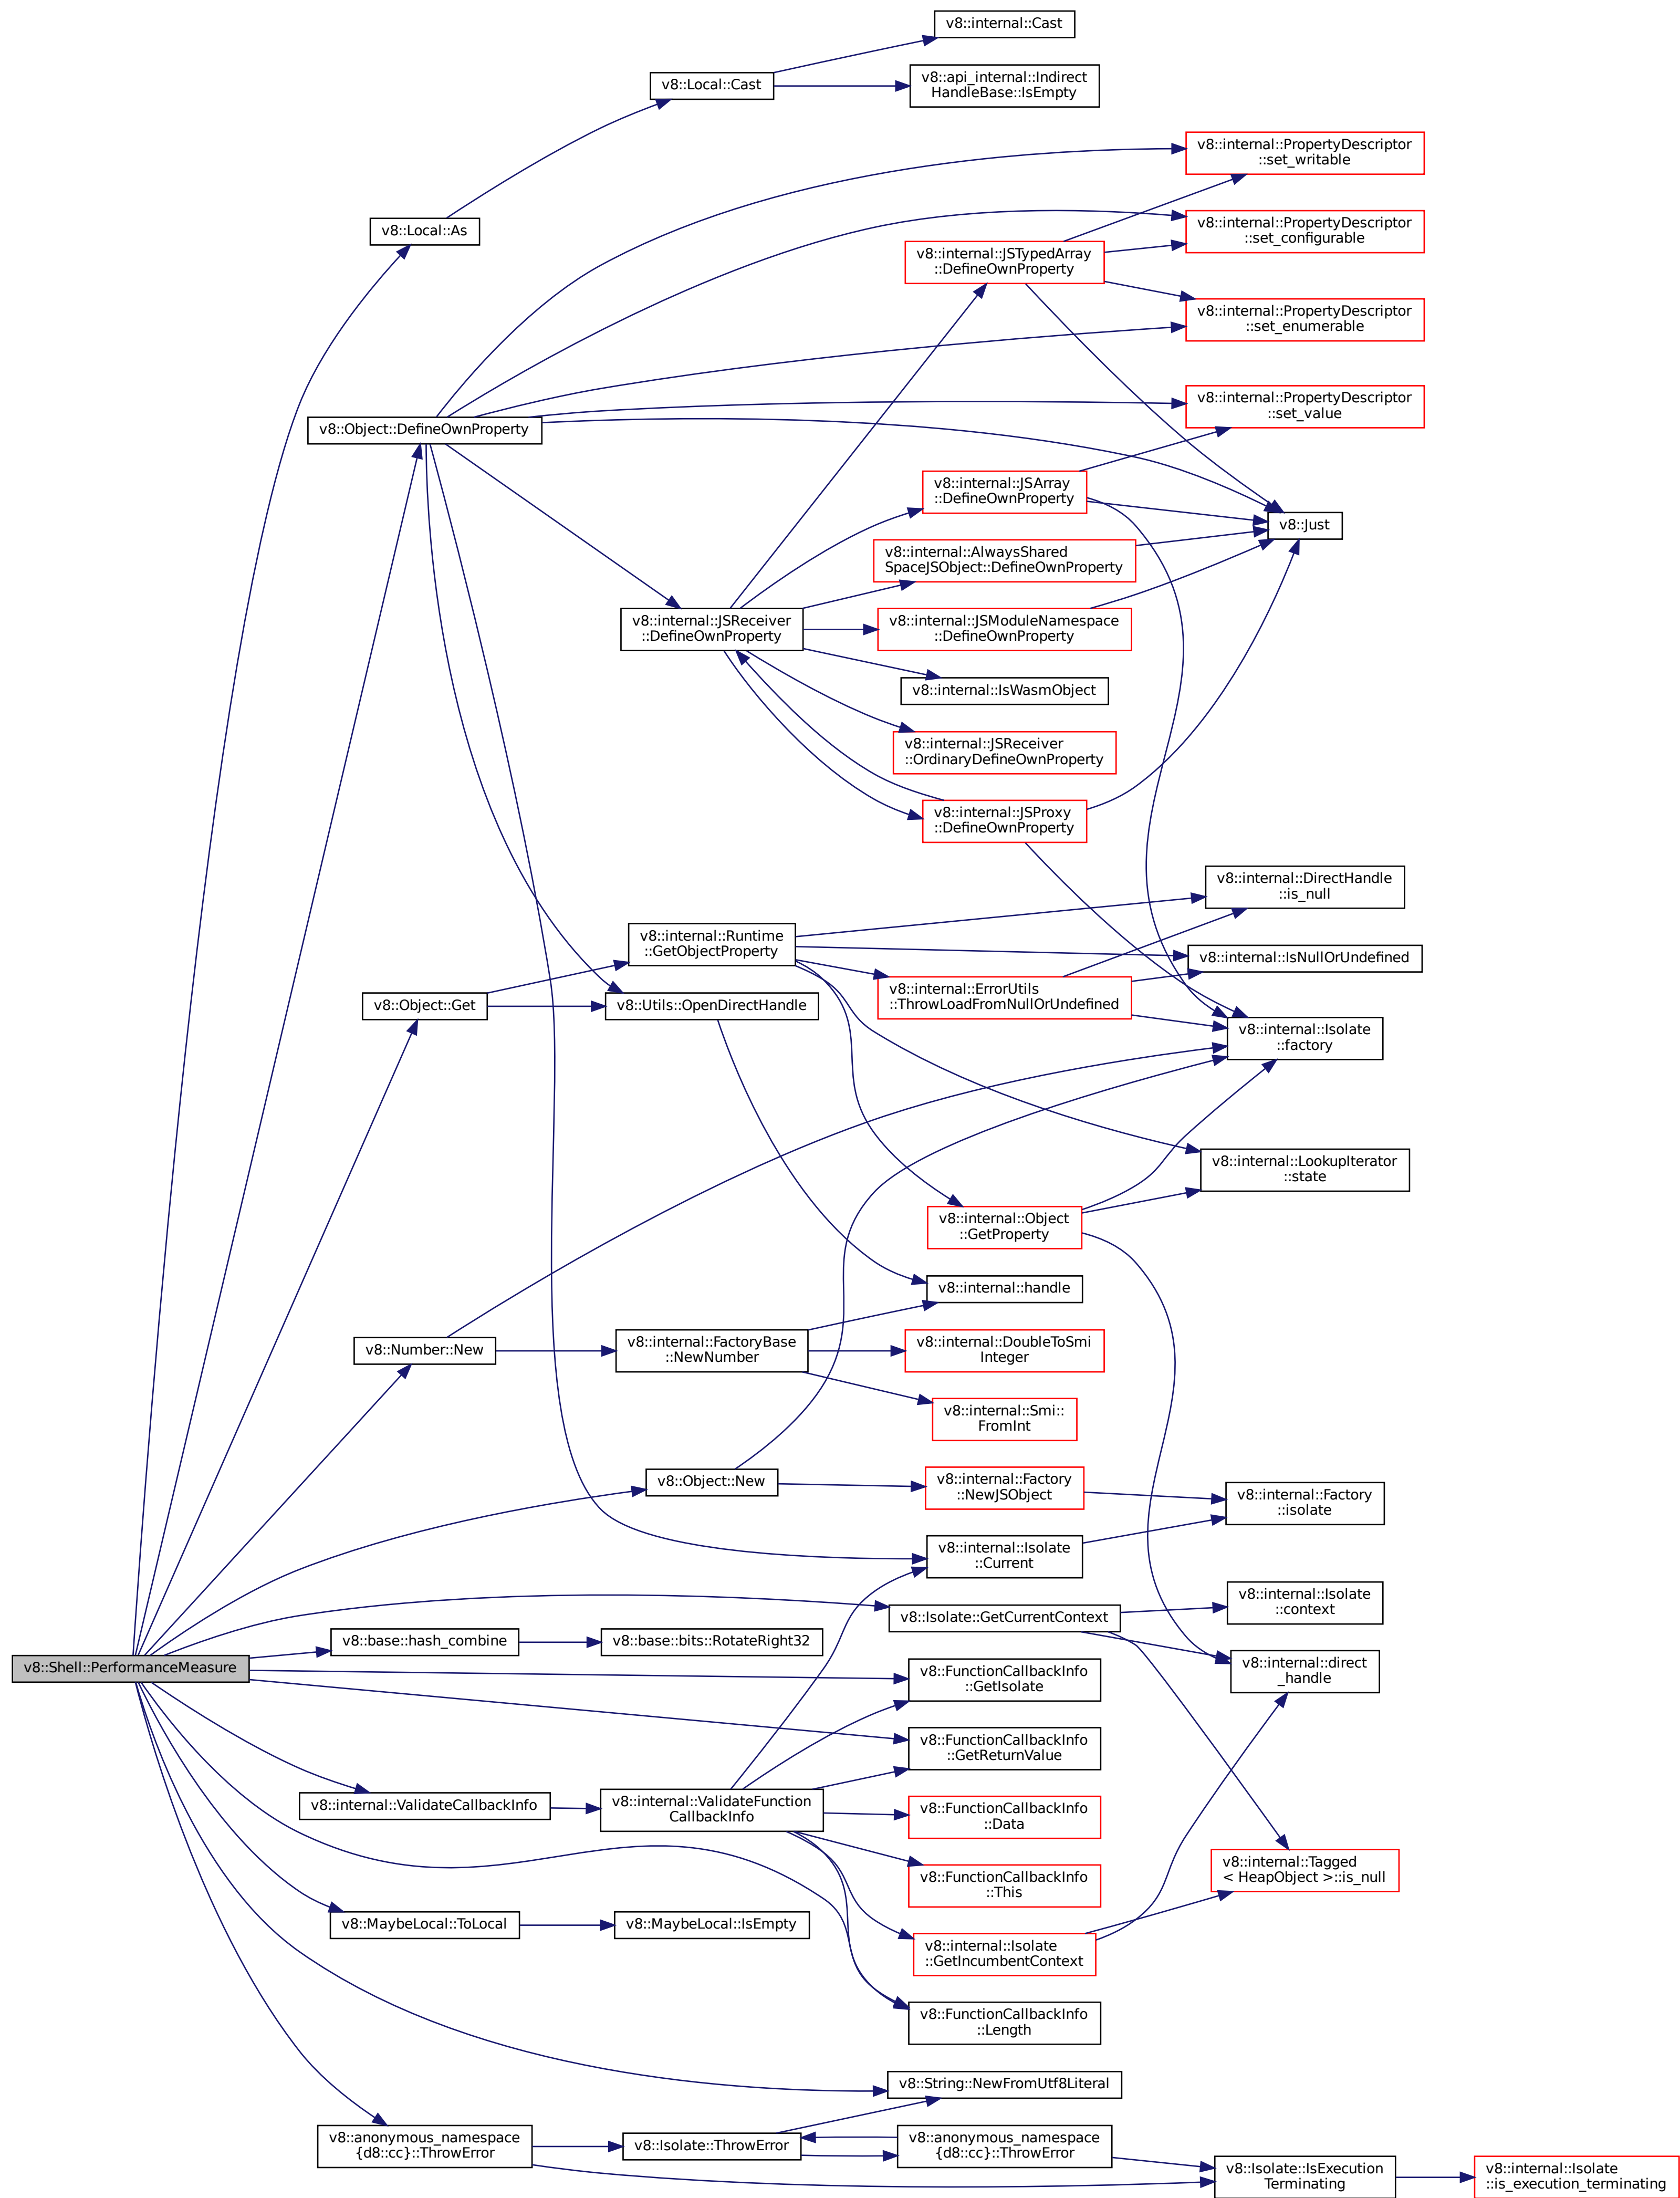 v8::internal::Cast
v8::Local::Cast
v8::api_internal::Indirect
HandleBase::IsEmpty
v8::internal::PropertyDescriptor
::set_writable
v8::Local::As
v8::internal::PropertyDescriptor
::set_configurable
v8::internal::JSTypedArray
::DefineOwnProperty
v8::internal::PropertyDescriptor
::set_enumerable
v8::internal::PropertyDescriptor
::set_value
v8::Object::DefineOwnProperty
v8::internal::JSArray
::DefineOwnProperty
v8::Just
v8::internal::AlwaysShared
SpaceJSObject::DefineOwnProperty
v8::internal::JSReceiver
::DefineOwnProperty
v8::internal::JSModuleNamespace
::DefineOwnProperty
v8::internal::IsWasmObject
v8::internal::JSReceiver
::OrdinaryDefineOwnProperty
v8::internal::JSProxy
::DefineOwnProperty
v8::internal::DirectHandle
::is_null
v8::internal::Runtime
::GetObjectProperty
v8::internal::IsNullOrUndefined
v8::internal::ErrorUtils
::ThrowLoadFromNullOrUndefined
v8::Object::Get
v8::Utils::OpenDirectHandle
v8::internal::Isolate
::factory
v8::internal::LookupIterator
::state
v8::internal::Object
::GetProperty
v8::internal::handle
v8::Number::New
v8::internal::FactoryBase
::NewNumber
v8::internal::DoubleToSmi
Integer
v8::internal::Smi::
FromInt
v8::Object::New
v8::internal::Factory
::NewJSObject
v8::internal::Factory
::isolate
v8::internal::Isolate
::Current
v8::internal::Isolate
::context
v8::Isolate::GetCurrentContext
v8::base::hash_combine
v8::base::bits::RotateRight32
v8::Shell::PerformanceMeasure
v8::FunctionCallbackInfo
::GetIsolate
v8::internal::direct
_handle
v8::FunctionCallbackInfo
::GetReturnValue
v8::internal::ValidateCallbackInfo
v8::internal::ValidateFunction
CallbackInfo
v8::FunctionCallbackInfo
::Data
v8::FunctionCallbackInfo
::This
v8::internal::Tagged
< HeapObject >::is_null
v8::MaybeLocal::ToLocal
v8::MaybeLocal::IsEmpty
v8::internal::Isolate
::GetIncumbentContext
v8::FunctionCallbackInfo
::Length
v8::String::NewFromUtf8Literal
v8::anonymous_namespace
{d8::cc}::ThrowError
v8::Isolate::ThrowError
v8::anonymous_namespace
{d8::cc}::ThrowError
v8::Isolate::IsExecution
Terminating
v8::internal::Isolate
::is_execution_terminating